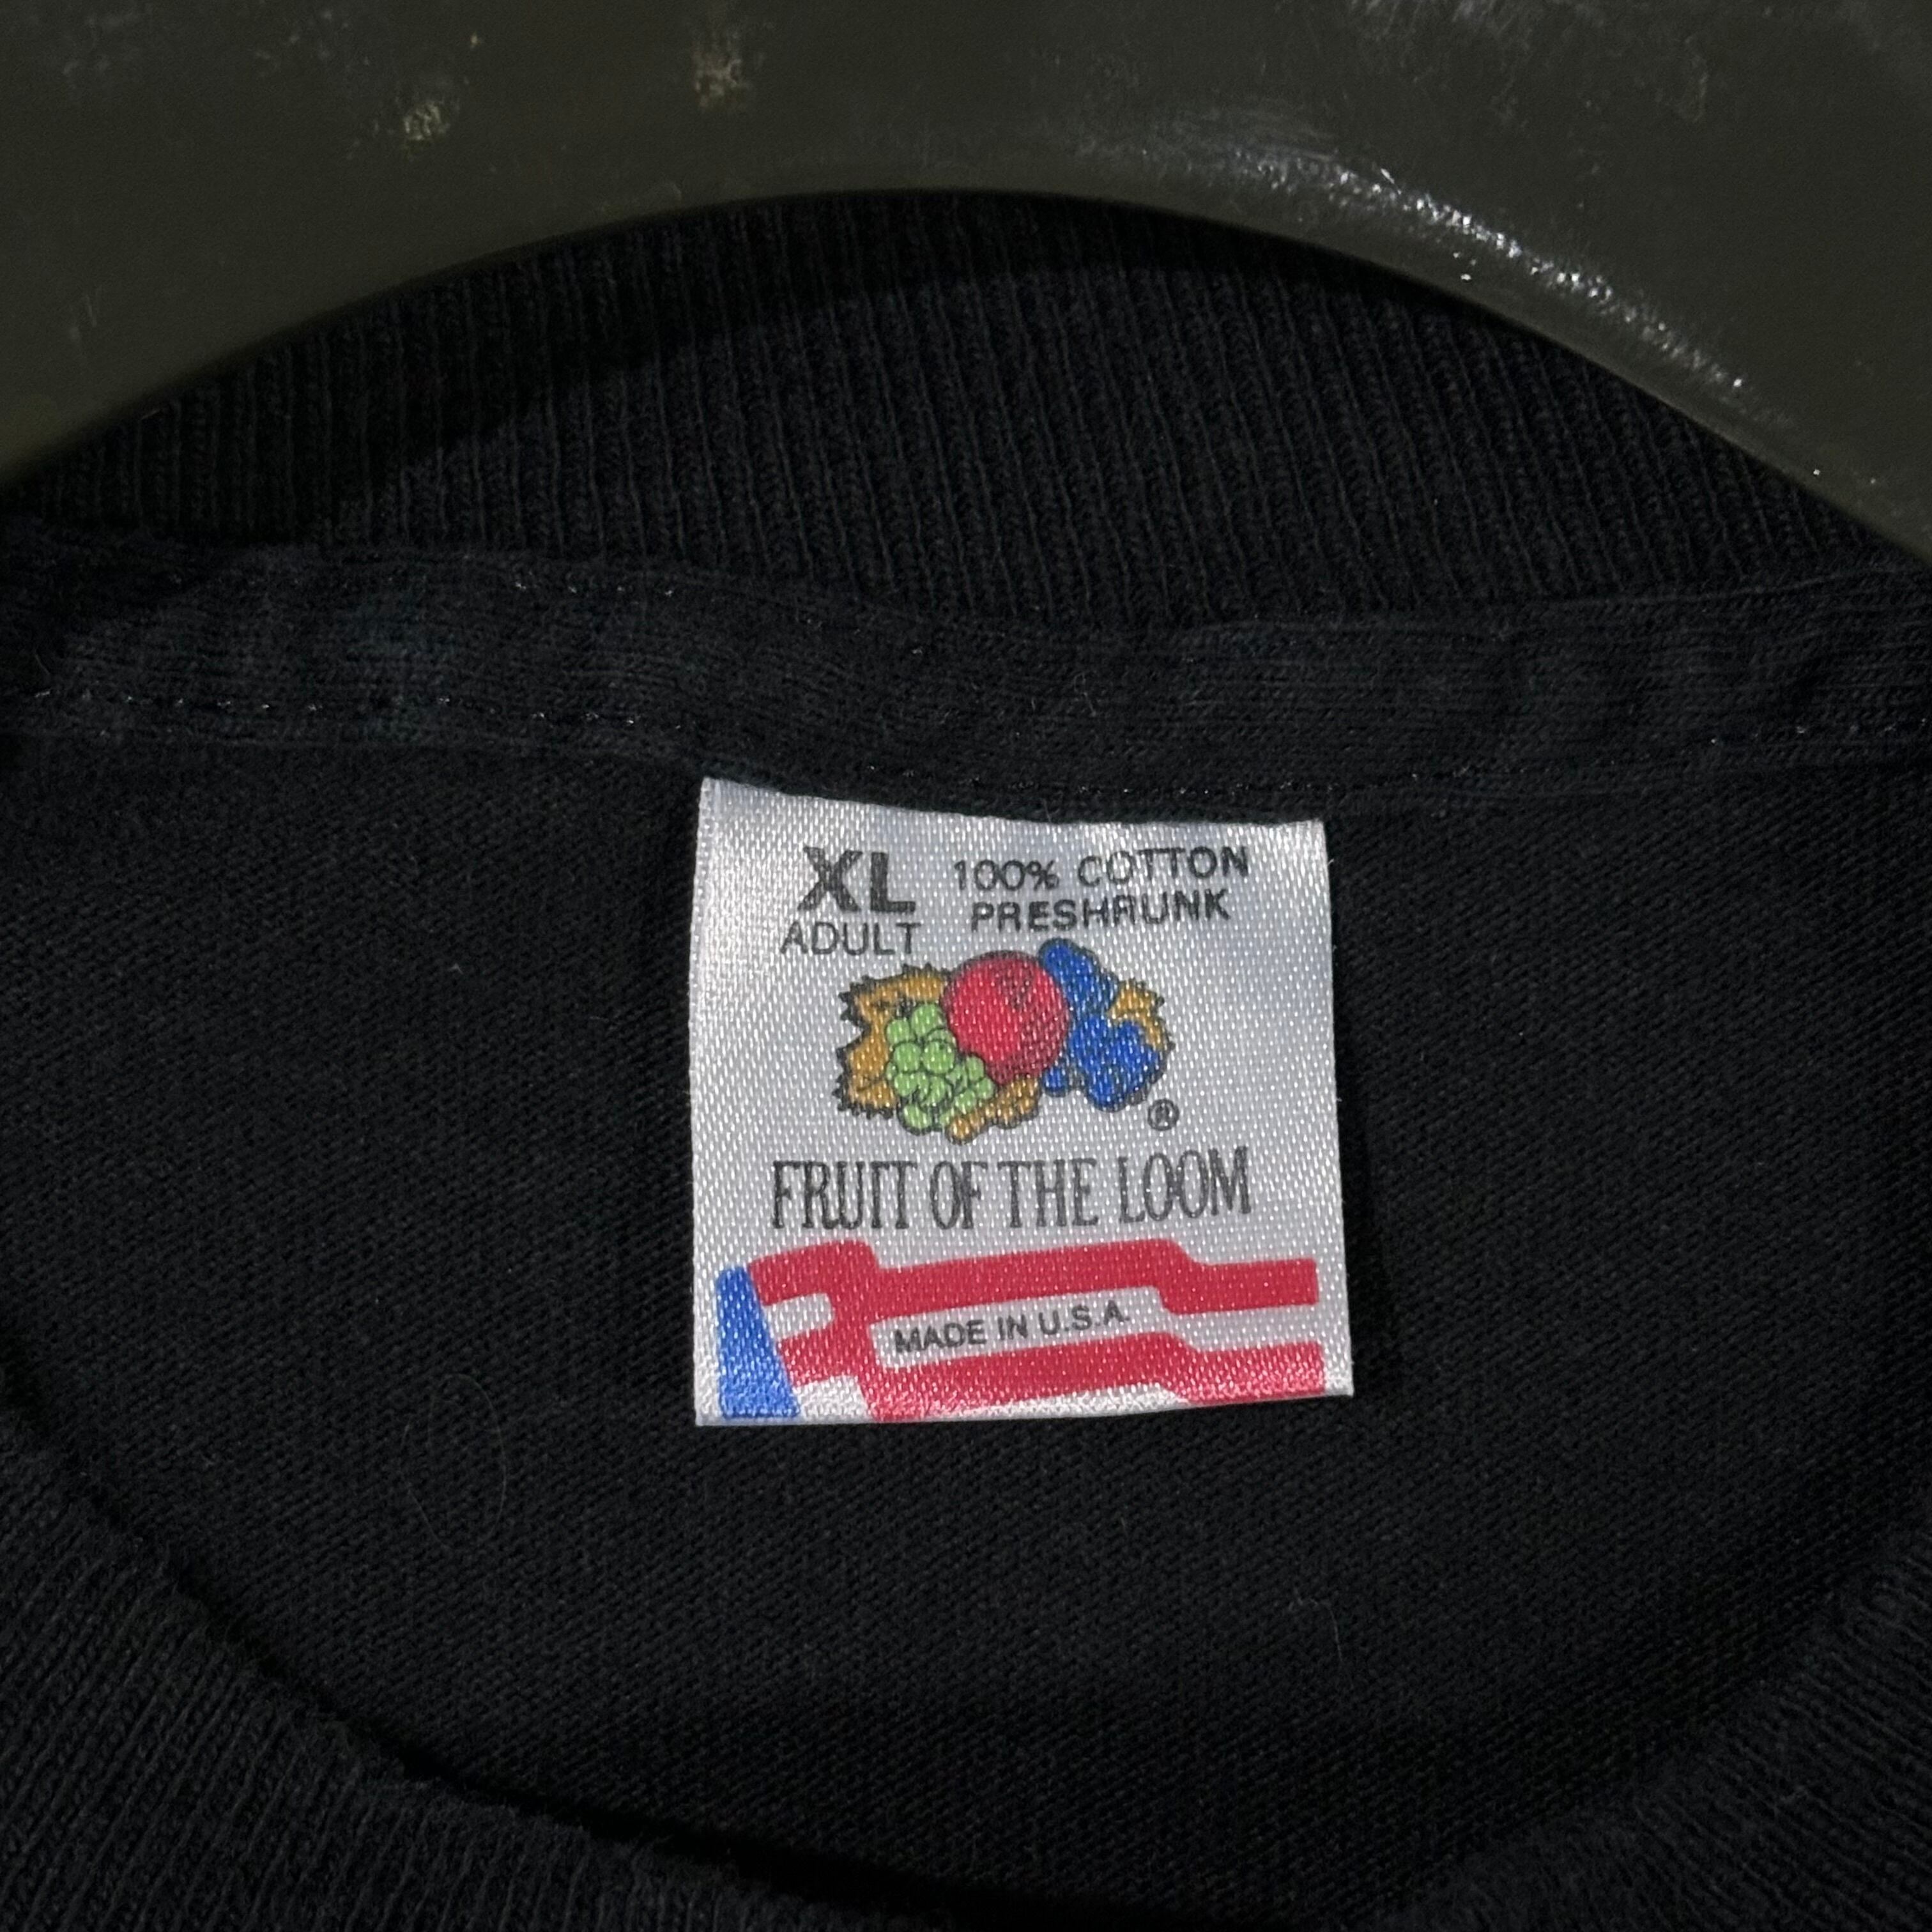 XL 100% COTTON
ADULT PRESHRUNK
®
FRUIT OF THE LOOM
MADE IN U.S.A.